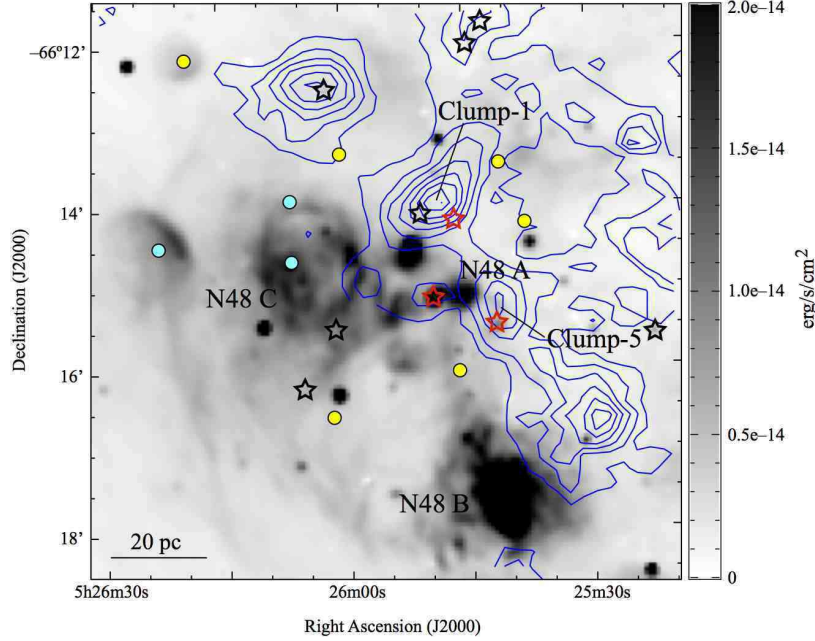 2.0e−14
−66°12'
Clump-1
1.5e−14
14'
N48 A
N48 C
1.0e−14
erg/s/cm²
Declination (J2000)
Clump-5
16'
0.5e−14
N48 B
20 pc
18'
0
5h26m30s
26m00s
25m30s
Right Ascension (J2000)